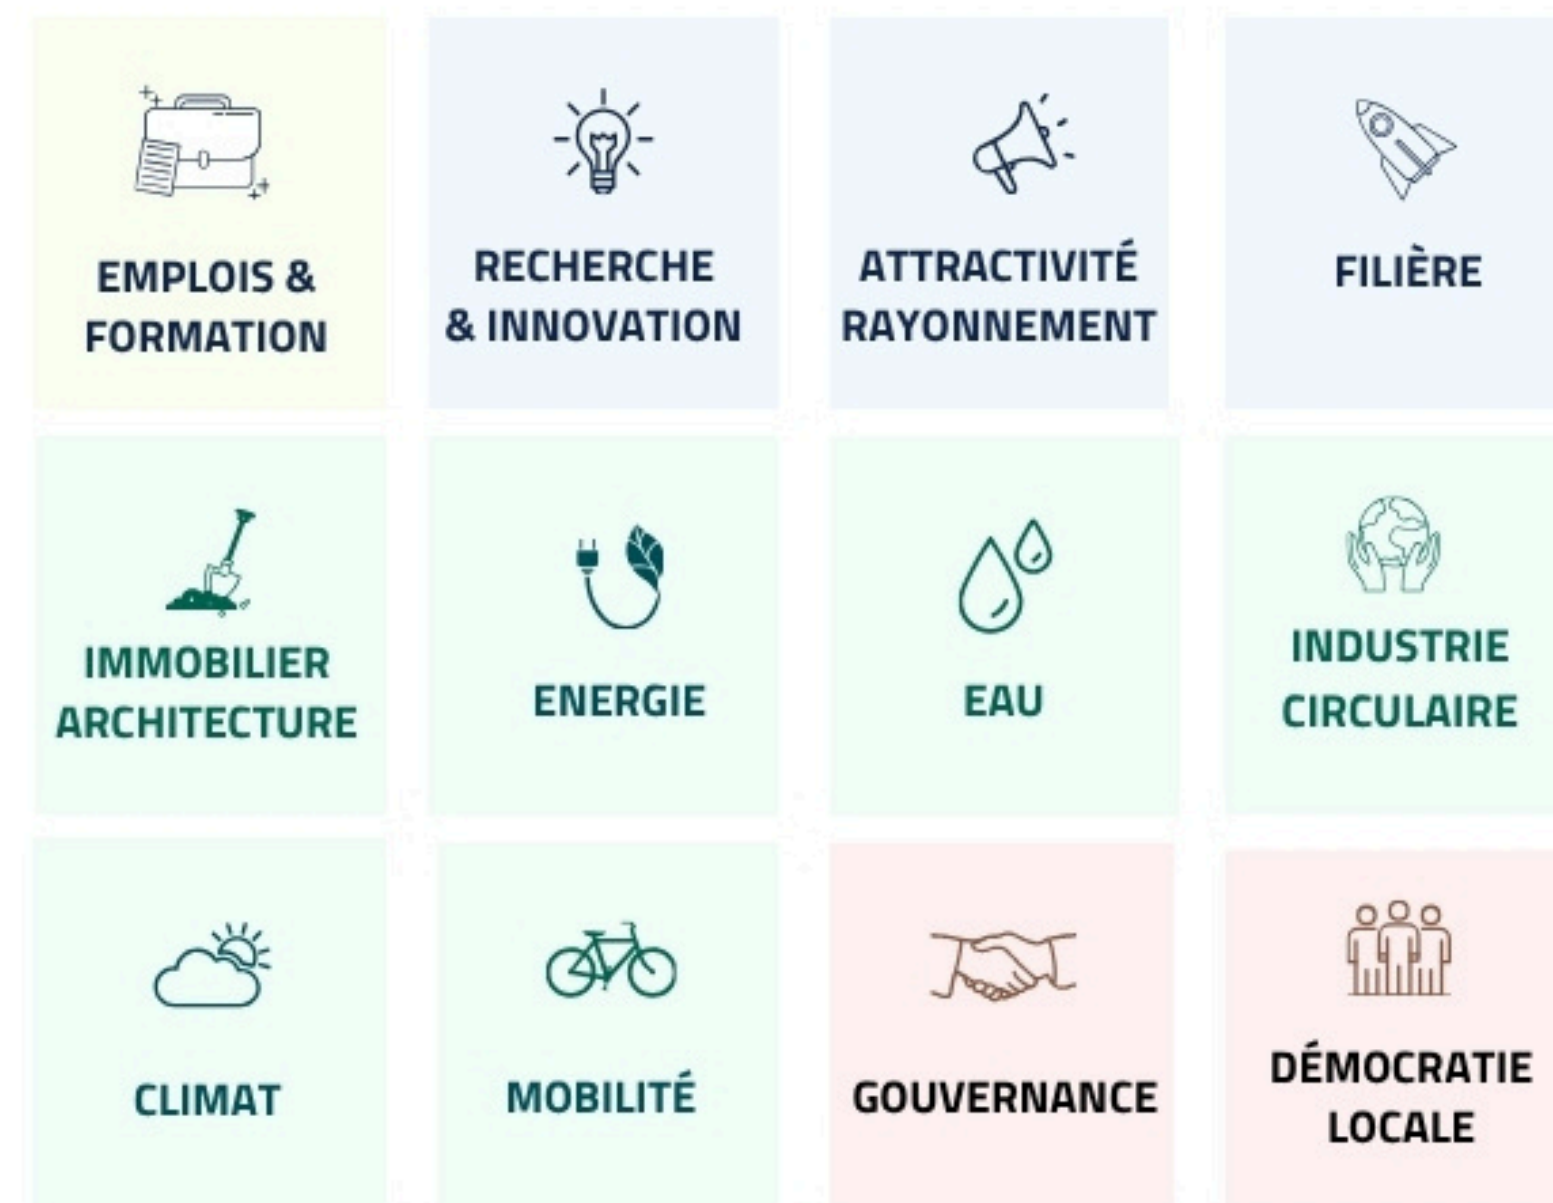 EMPLOIS &
FORMATION
RECHERCHE
& INNOVATION
ATTRACTIVITÉ
RAYONNEMENT
FILIÈRE
IMMOBILIER
ARCHITECTURE
ENERGIE
EAU
INDUSTRIE
CIRCULAIRE
CLIMAT
MOBILITÉ
GOUVERNANCE
DÉMOCRATIE
LOCALE